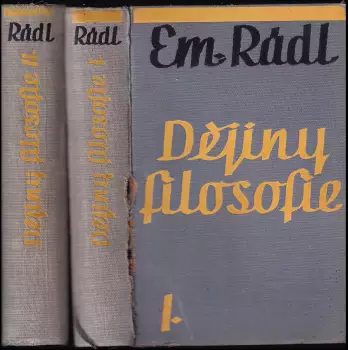 Rádl
Dějiny filosofie II.
Rádl
Dějiny filosofie I.
Em. Rádl
Dějiny
filosofie
I.